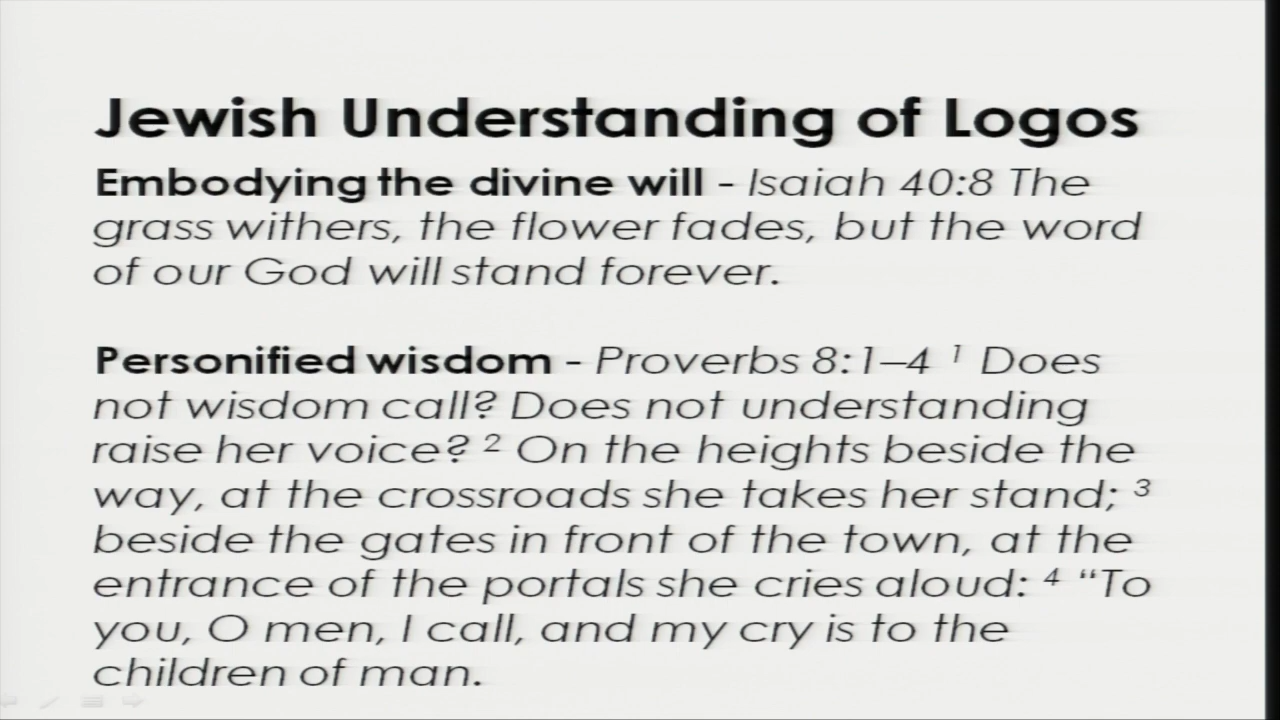 Jewish Understanding of Logos
Embodying the divine will - Isaiah 40:8 The
grass withers, the flower fades, but the word
of our God will stand forever.
Personified wisdom - Proverbs 8:1–4 ¹ Does
not wisdom call? Does not understanding
raise her voice? ² On the heights beside the
way, at the crossroads she takes her stand; ³
beside the gates in front of the town, at the
entrance of the portals she cries aloud: ⁴ “To
you, O men, I call, and my cry is to the
children of man.